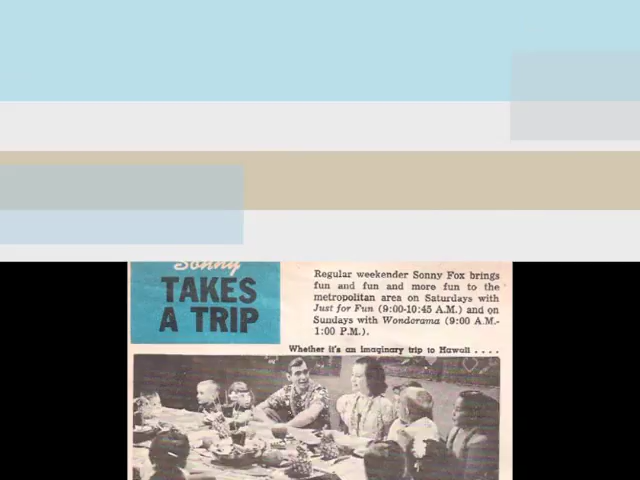 Sonny
TAKES
A TRIP
Regular weekender Sonny Fox brings
fun and fun and more fun to the
metropolitan area on Saturdays with
Just for Fun (9:00-10:45 A.M.) and on
Sundays with Wonderama (9:00 A.M.-
1:00 P.M.).
Whether it's an imaginary trip to Hawaii . . . .